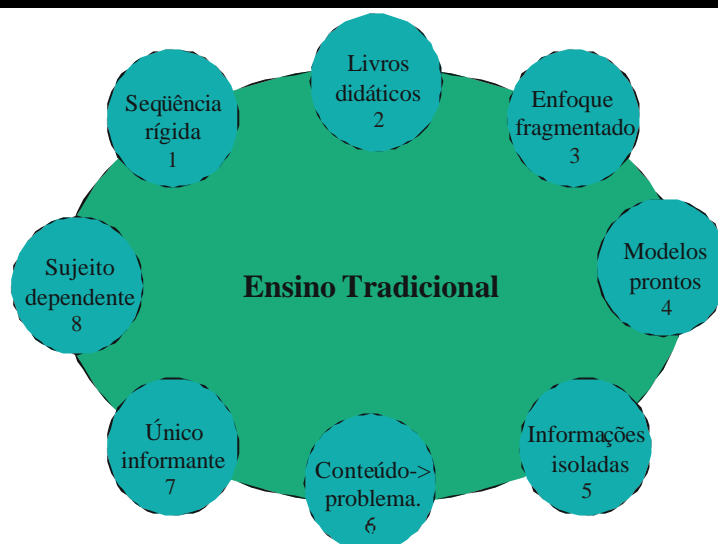 Seqüência
rígida
1
Livros
didáticos
2
Enfoque
fragmentado
3
Modelos
prontos
4
Informações
isoladas
5
Conteúdo->
problema.
6
Único
informante
7
Sujeito
dependente
8
Ensino Tradicional